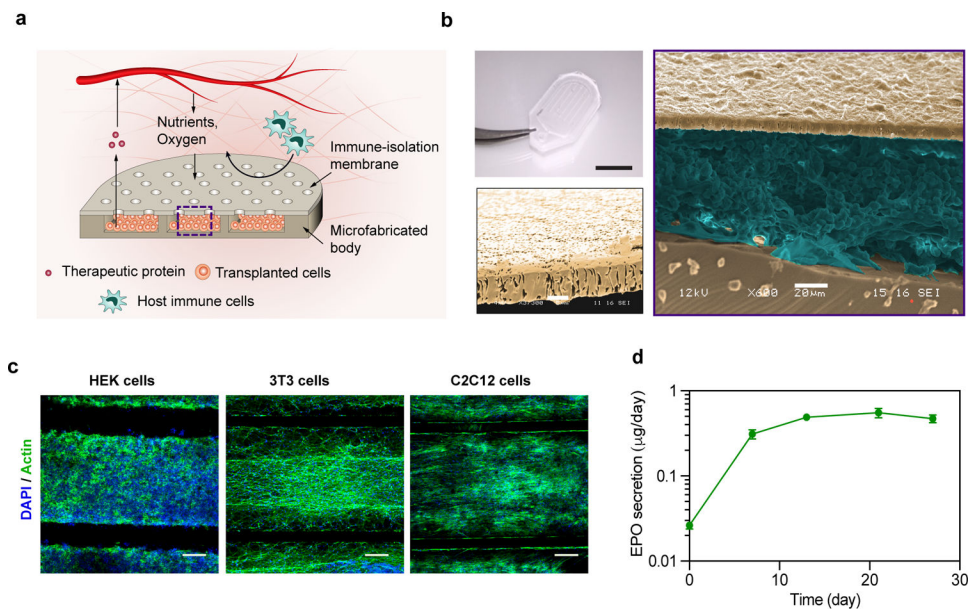 a
Nutrients,
Oxygen
Immune-isolation
membrane
Microfabricated
body
Therapeutic protein
Transplanted cells
Host immune cells
b
11 16 SEI
12kV X600 20µm 15 16 SEI
c
HEK cells
3T3 cells
C2C12 cells
DAPI / Actin
d
EPO secretion (µg/day)
1
0.1
0.01
0 10 20 30
Time (day)